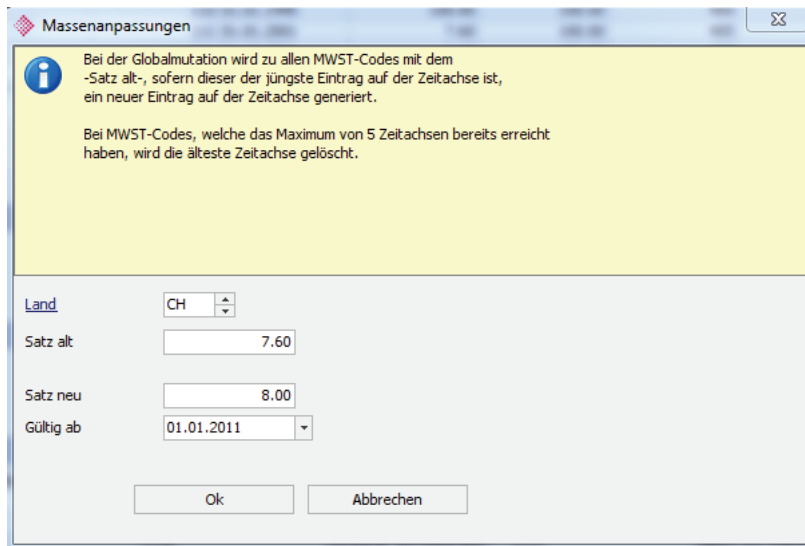 Massenanpassungen
Bei der Globalmutation wird zu allen MWST-Codes mit dem
-Satz alt-, sofern dieser der jüngste Eintrag auf der Zeitachse ist,
ein neuer Eintrag auf der Zeitachse generiert.
Bei MWST-Codes, welche das Maximum von 5 Zeitachsen bereits erreicht
haben, wird die älteste Zeitachse gelöscht.
Land CH
Satz alt 7.60
Satz neu 8.00
Gültig ab 01.01.2011
Ok Abbrechen